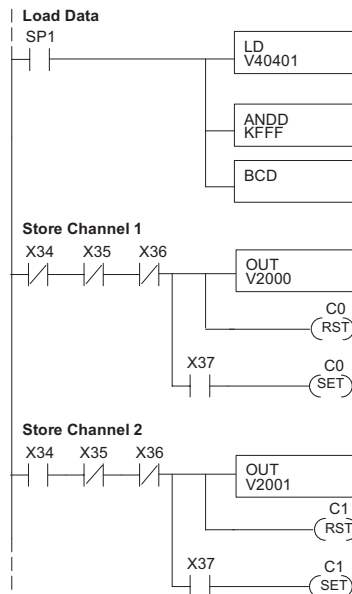 Load Data
SP1
LD
V40401
ANDD
KFFF
BCD
Store Channel 1
X34 X35 X36
OUT
V2000
C0
RST
X37 C0
SET
Store Channel 2
X34 X35 X36
OUT
V2001
C1
RST
X37 C1
SET